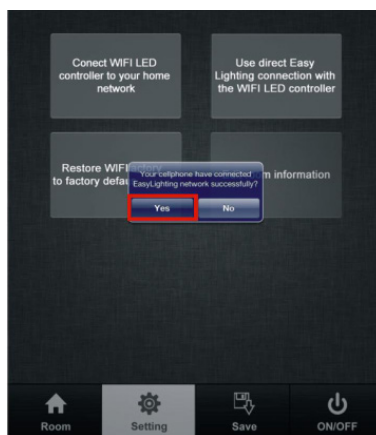 Conect WIFI LED
controller to your home
network
Use direct Easy
Lighting connection with
the WIFI LED controller
Restore WIFI
to factory defau
m information
Your cellphone have connected
EasyLighting network successfully?
Yes
No
Room
Setting
Save
ON/OFF